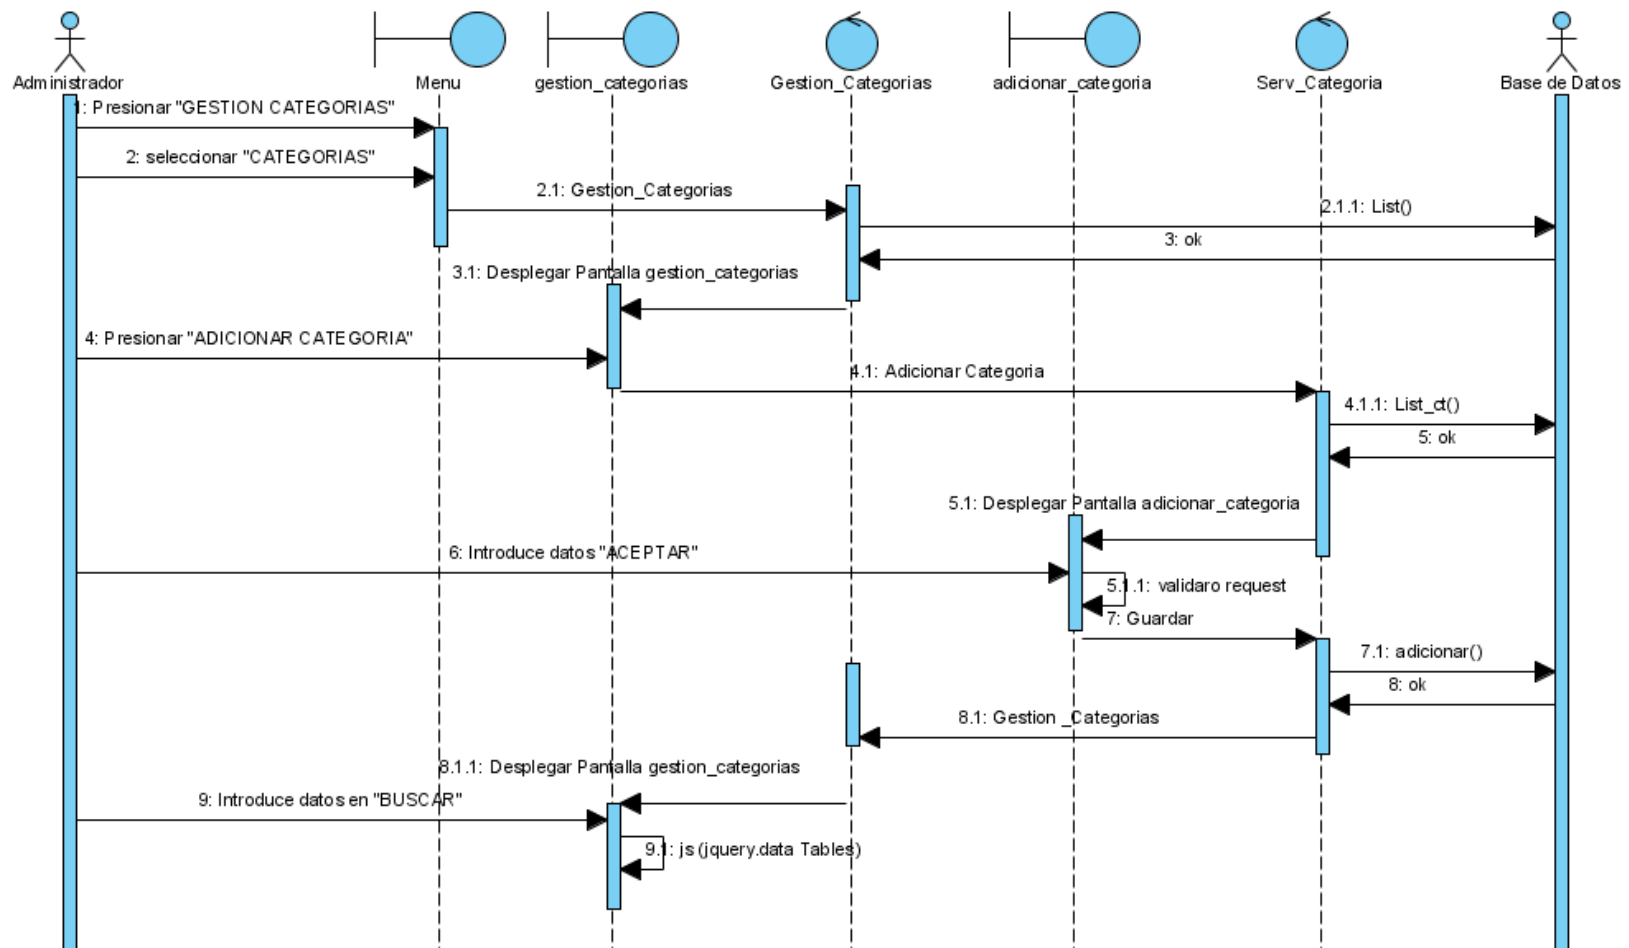 Administrador
Menu
gestion_categorias
Gestion_Categorias
adicionar_categoria
Serv_Categoria
Base de Datos
1: Presionar "GESTION CATEGORIAS"
2: seleccionar "CATEGORIAS"
2.1: Gestion_Categorias
2.1.1: List()
3: ok
3.1: Desplegar Pantalla gestion_categorias
4: Presionar "ADICIONAR CATEGORIA"
4.1: Adicionar Categoria
4.1.1: List_ct()
5: ok
5.1: Desplegar Pantalla adicionar_categoria
6: Introduce datos "ACEPTAR"
5.1.1: validaro request
7: Guardar
7.1: adicionar()
8: ok
8.1: Gestion _Categorias
8.1.1: Desplegar Pantalla gestion_categorias
9: Introduce datos en "BUSCAR"
9.1: js (jquery.data Tables)